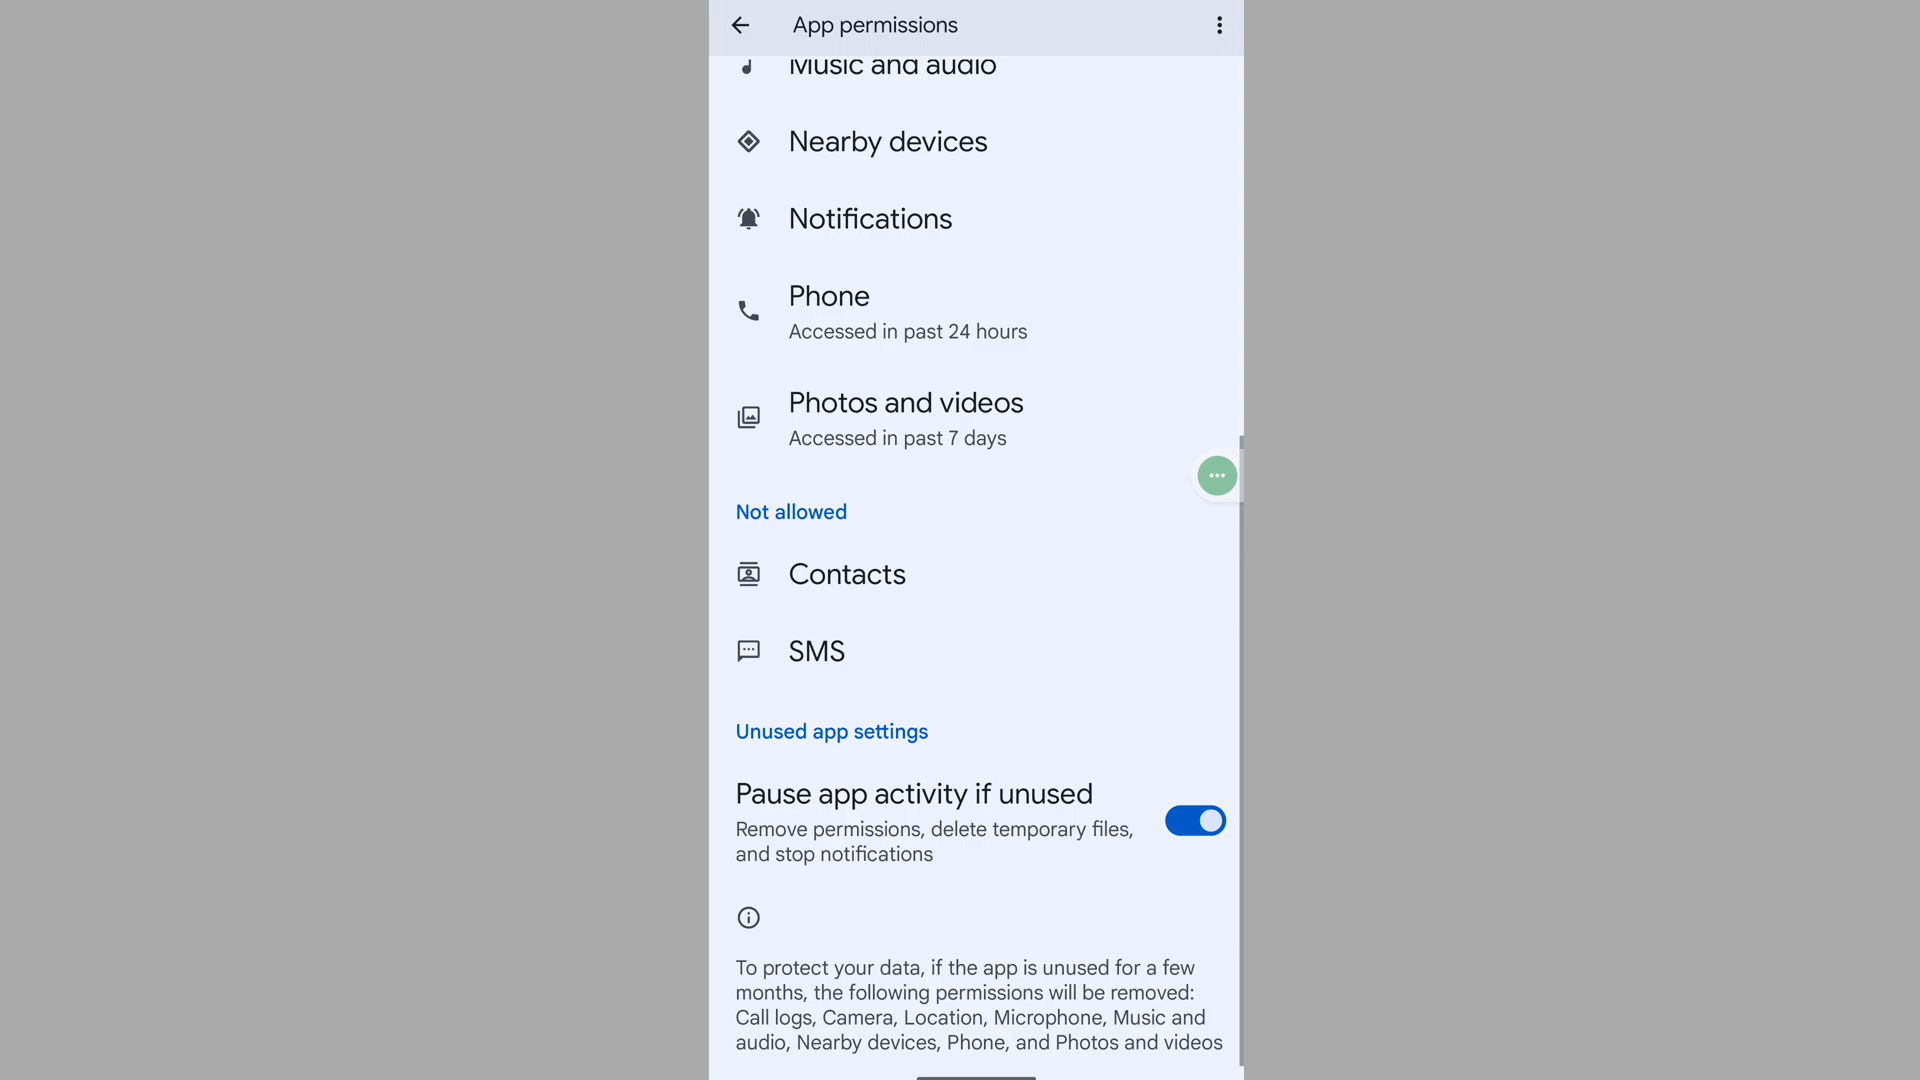 App permissions
Music and audio
Nearby devices
Notifications
Phone
Accessed in past 24 hours
Photos and videos
Accessed in past 7 days
Not allowed
Contacts
SMS
Unused app settings
Pause app activity if unused
Remove permissions, delete temporary files,
and stop notifications
To protect your data, if the app is unused for a few
months, the following permissions will be removed:
Call logs, Camera, Location, Microphone, Music and
audio, Nearby devices, Phone, and Photos and videos